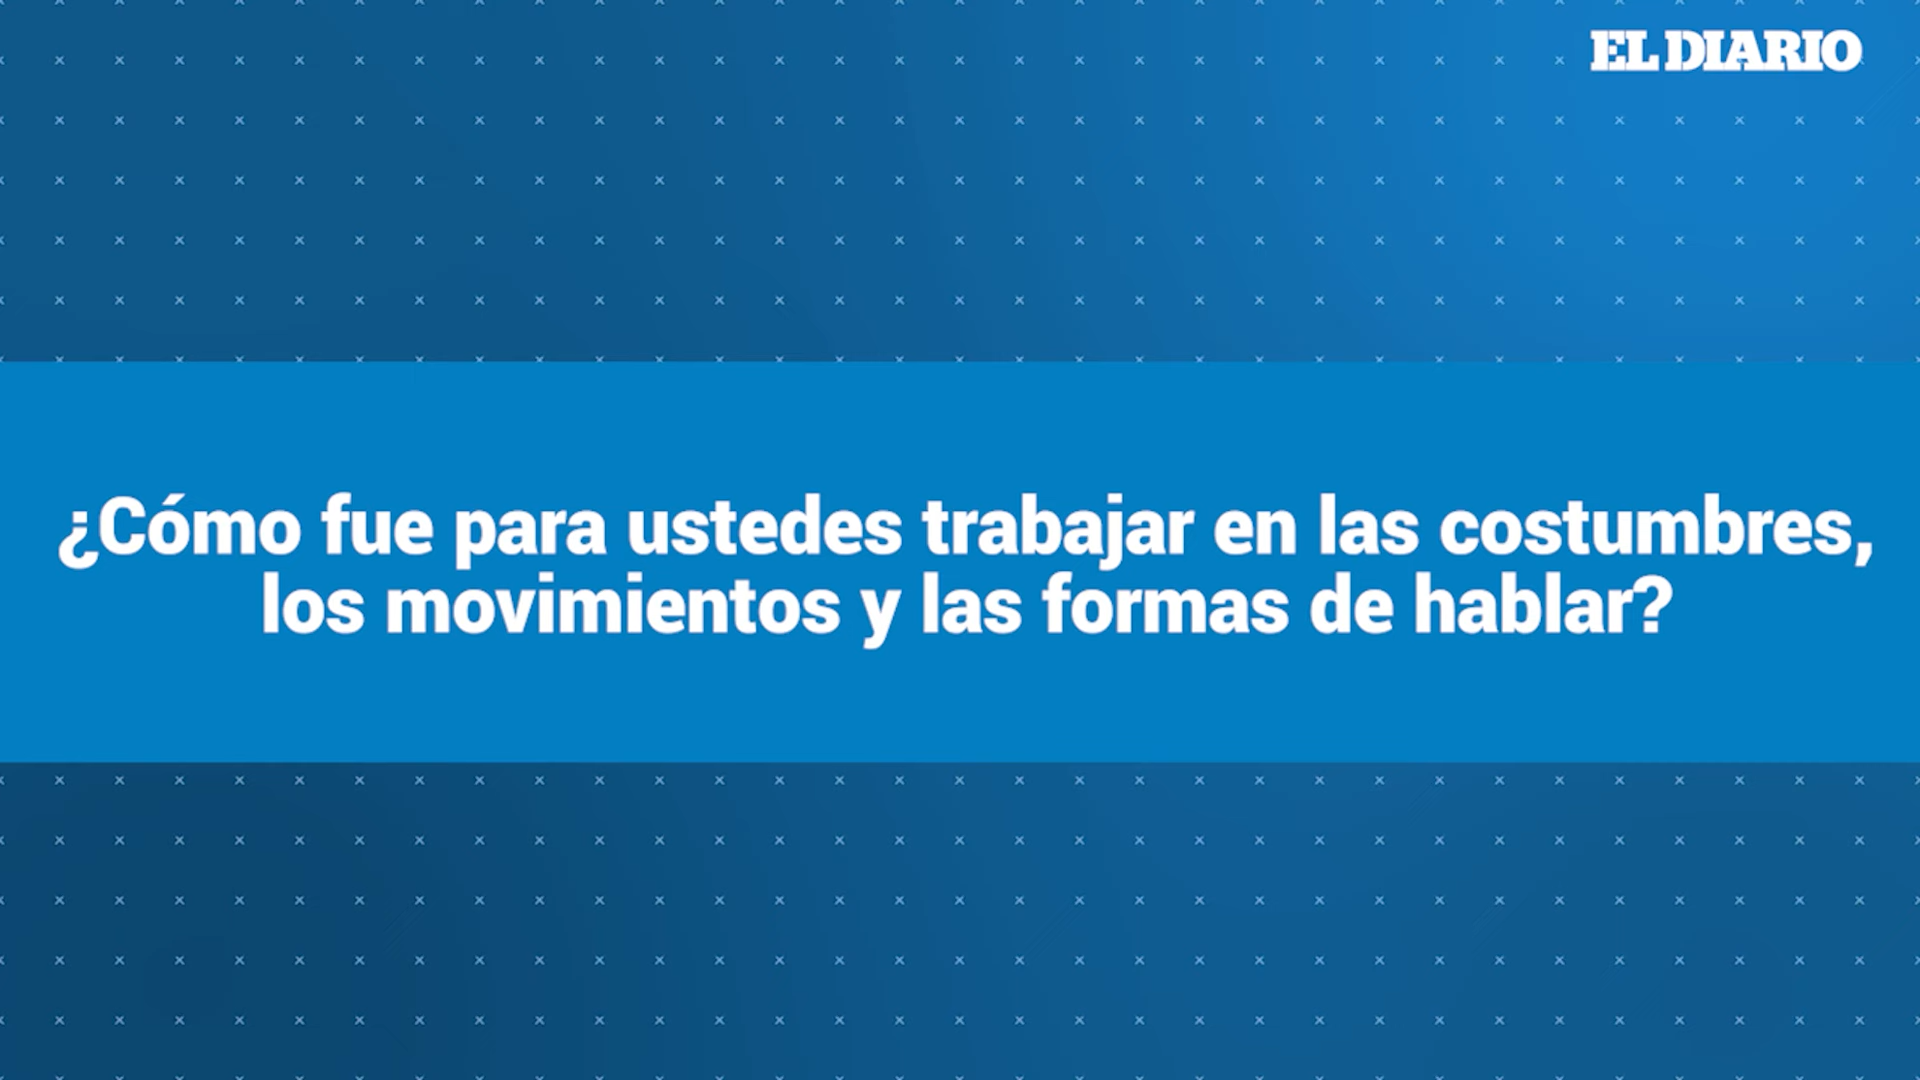 EL DIARIO
¿Cómo fue para ustedes trabajar en las costumbres,
los movimientos y las formas de hablar?